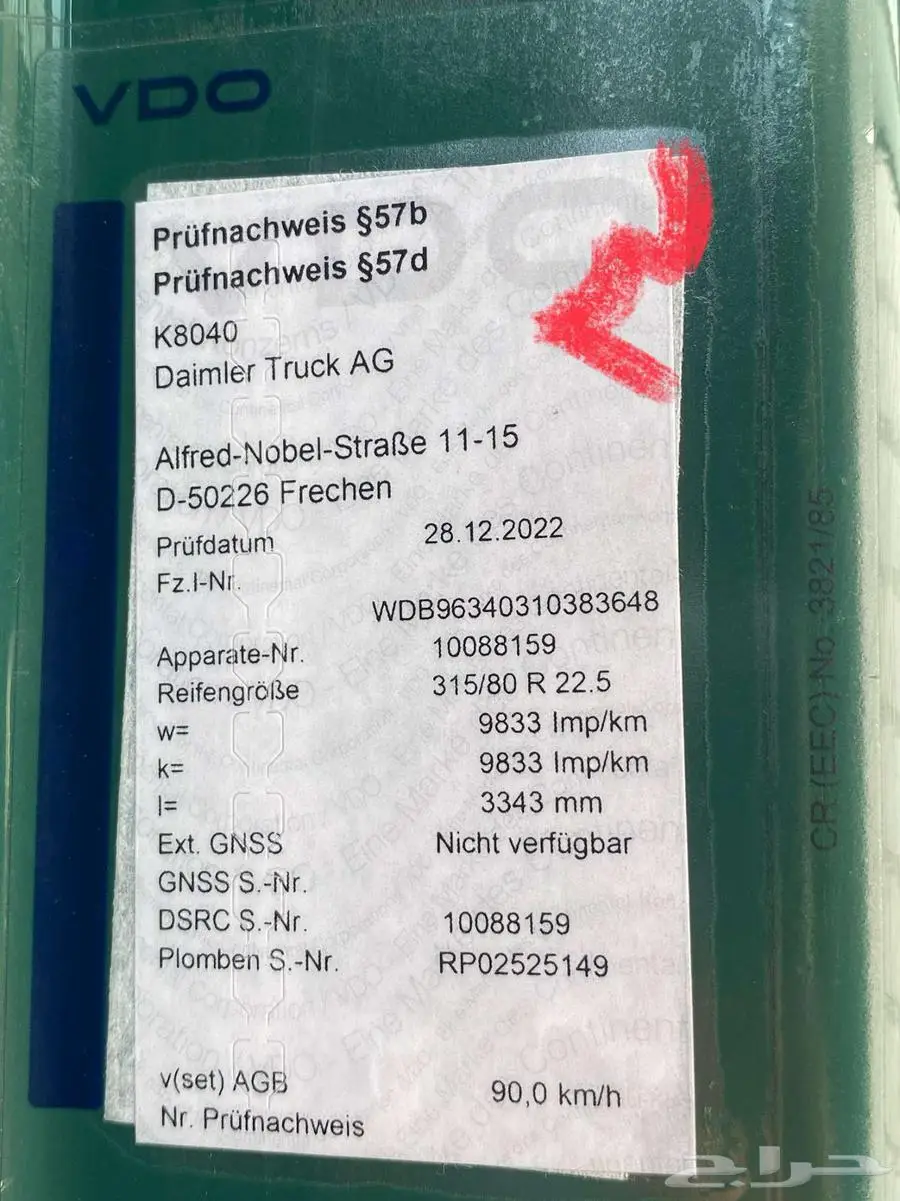 VDO
Prüfnachweis §57b
Prüfnachweis §57d
K8040
Daimler Truck AG
Alfred-Nobel-Straße 11-15
D-50226 Frechen
Prüfdatum 28.12.2022
Fz.I-Nr.
WDB96340310383648
Apparate-Nr. 10088159
Reifengröße 315/80 R 22.5
w= 9833 Imp/km
k= 9833 Imp/km
l= 3343 mm
Ext. GNSS Nicht verfügbar
GNSS S.-Nr.
DSRC S.-Nr. 10088159
Plomben S.-Nr. RP02525149
v(set) AGB 90,0 km/h
Nr. Prüfnachweis
CR (EEC) No 3821/85
حراج